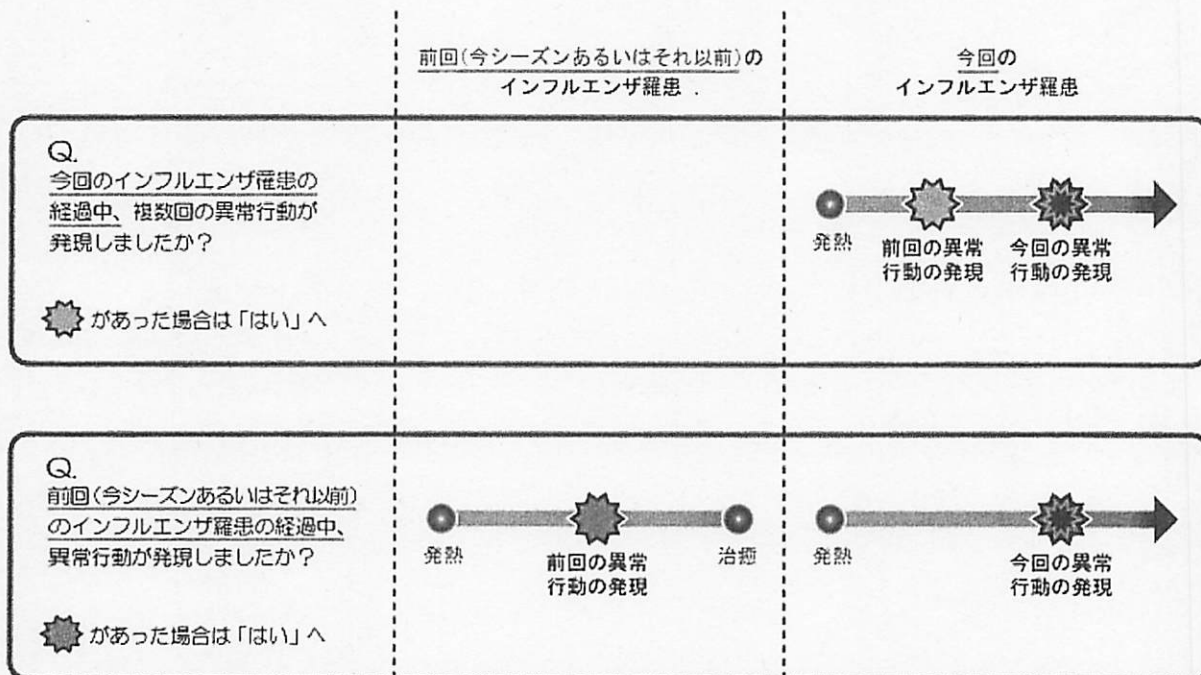 前回(今シーズンあるいはそれ以前)の
インフルエンザ羅患
今回の
インフルエンザ羅患
Q.
今回のインフルエンザ罹患の
経過中、複数回の異常行動が
発現しましたか?
があった場合は「はい」へ
発熱
前回の異常
行動の発現
今回の異常
行動の発現
Q.
前回(今シーズンあるいはそれ以前)
のインフルエンザ羅患の経過中、
異常行動が発現しましたか?
があった場合は「はい」へ
発熱
前回の異常
行動の発現
治癒
発熱
今回の異常
行動の発現